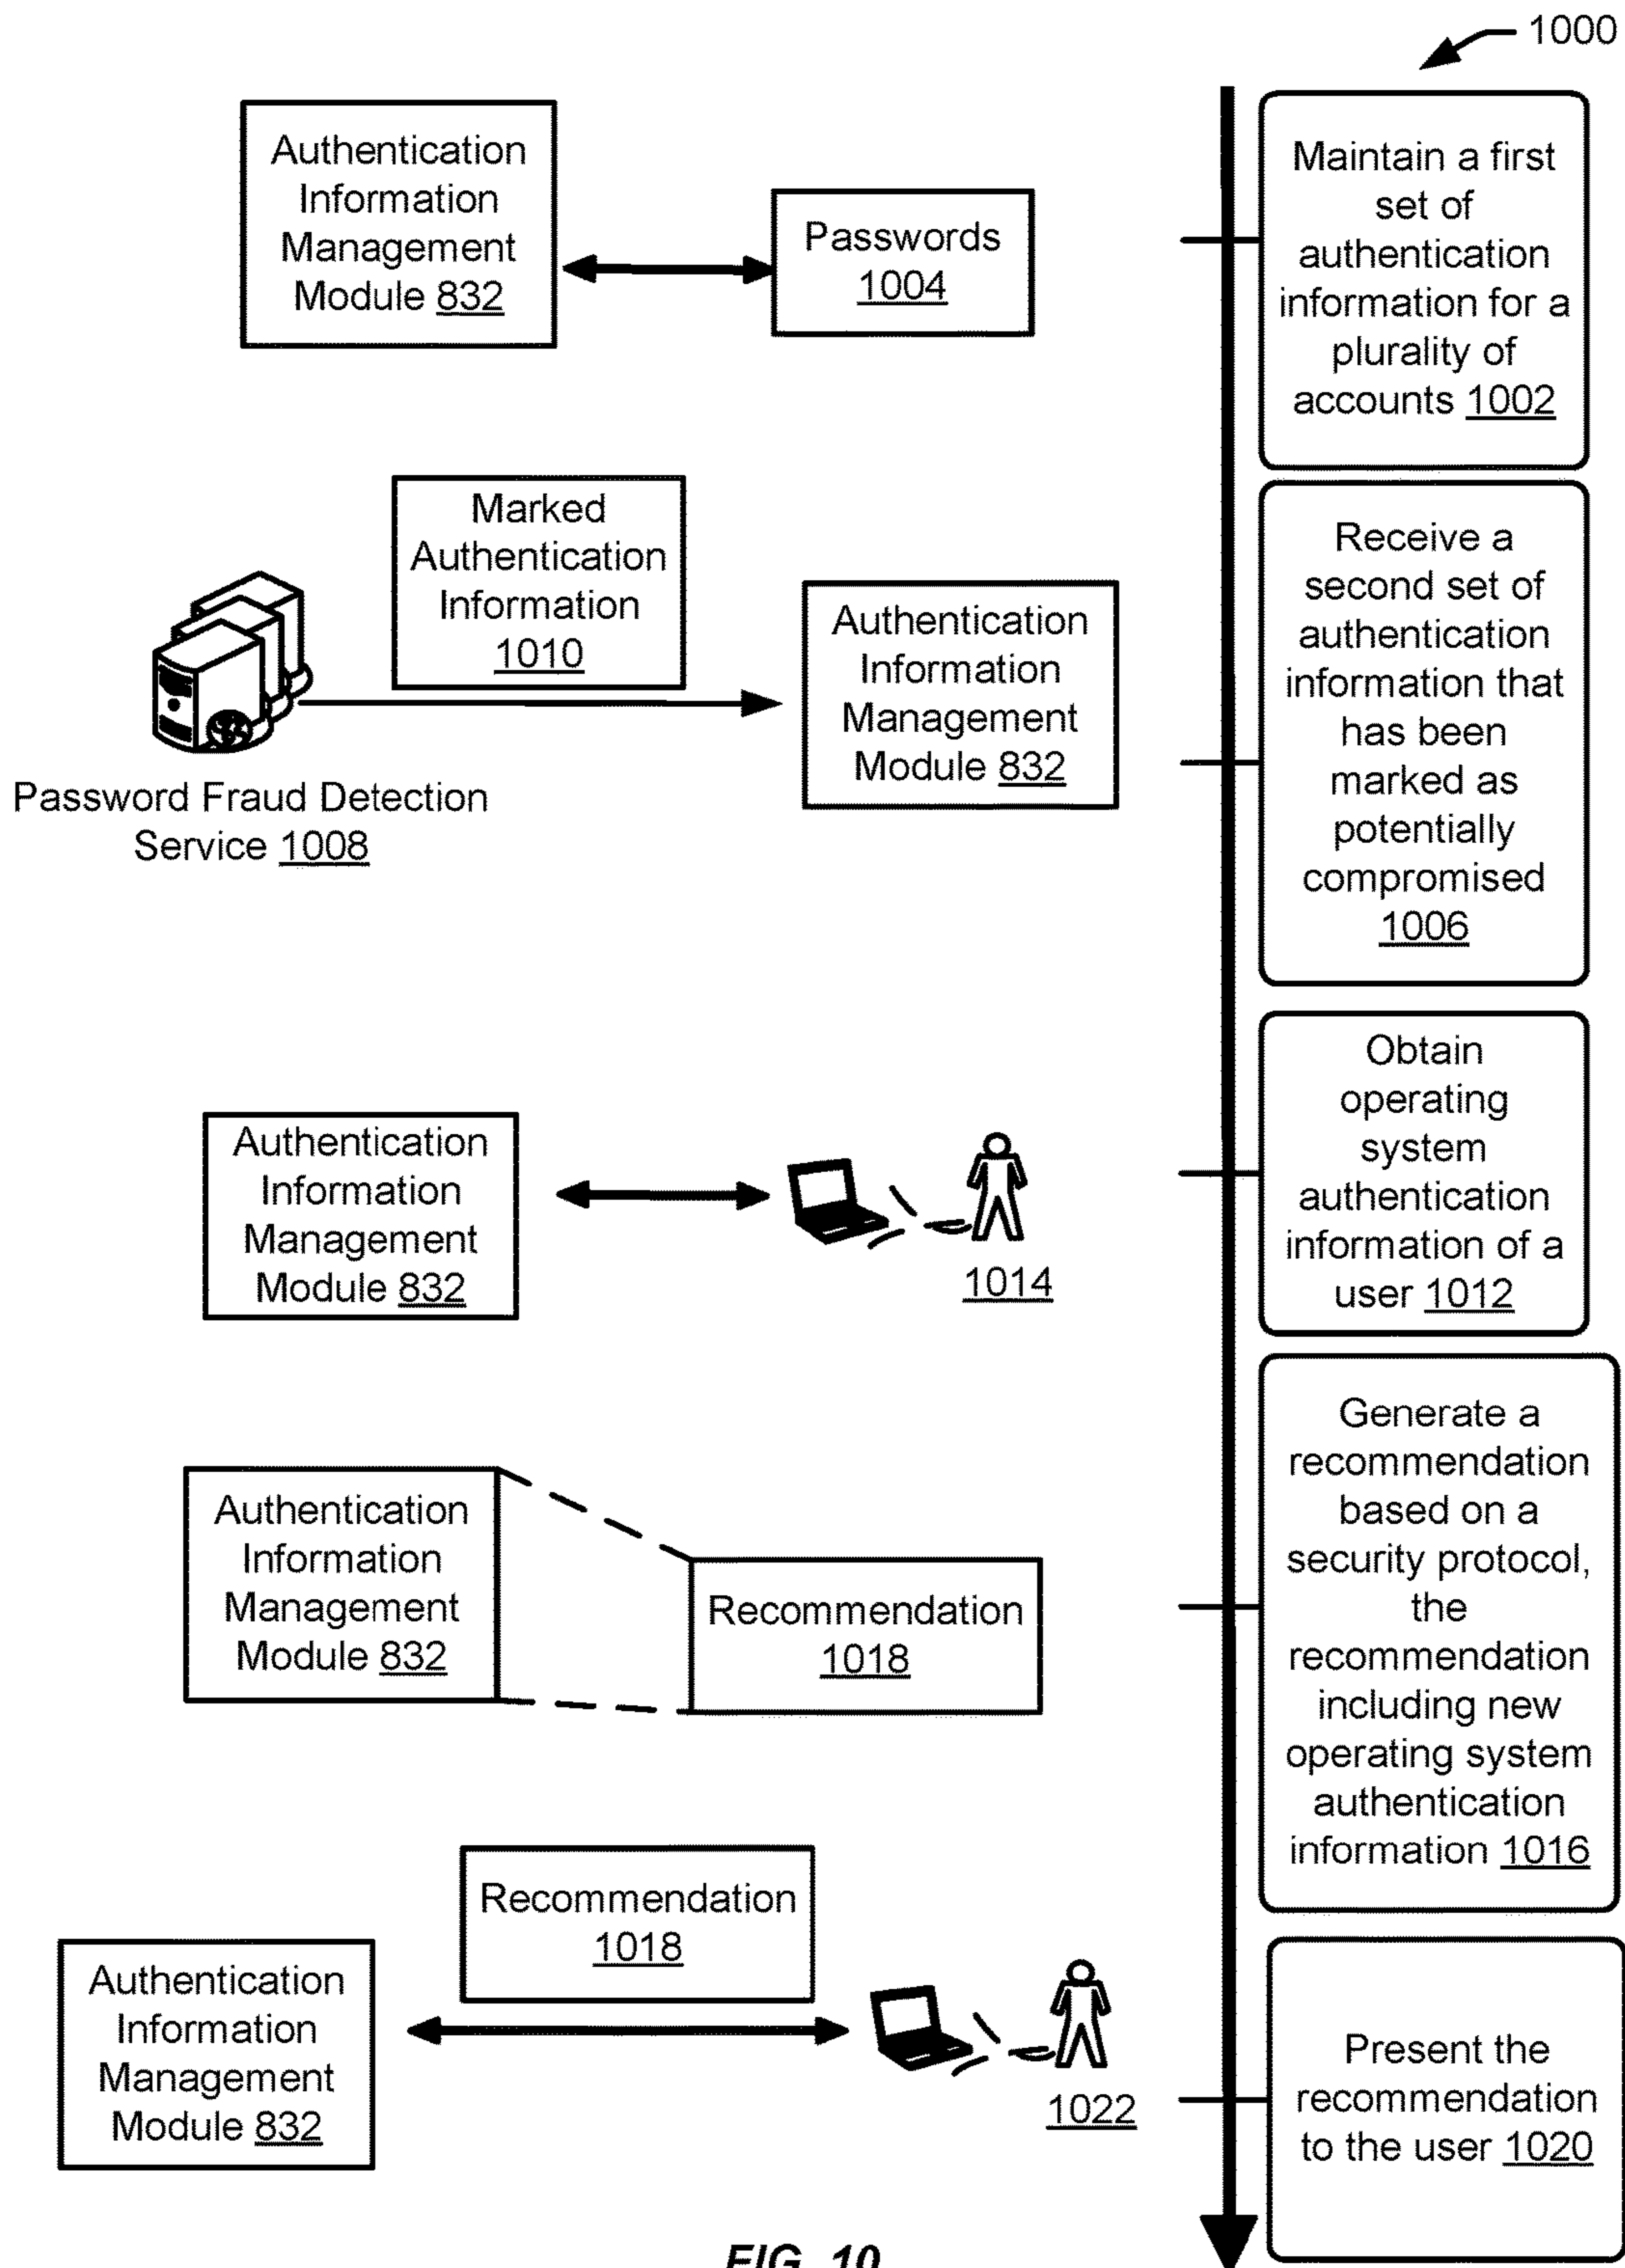 1000
Authentication
Information
Management
Module 832
Passwords
1004
Maintain a first
set of
authentication
information for a
plurality of
accounts 1002
Marked
Authentication
Information
1010
Password Fraud Detection
Service 1008
Authentication
Information
Management
Module 832
Receive a
second set of
authentication
information that
has been
marked as
potentially
compromised
1006
Authentication
Information
Management
Module 832
1014
Obtain
operating
system
authentication
information of a
user 1012
Authentication
Information
Management
Module 832
Recommendation
1018
Generate a
recommendation
based on a
security protocol,
the
recommendation
including new
operating system
authentication
information 1016
Authentication
Information
Management
Module 832
Recommendation
1018
1022
Present the
recommendation
to the user 1020
FIG. 10